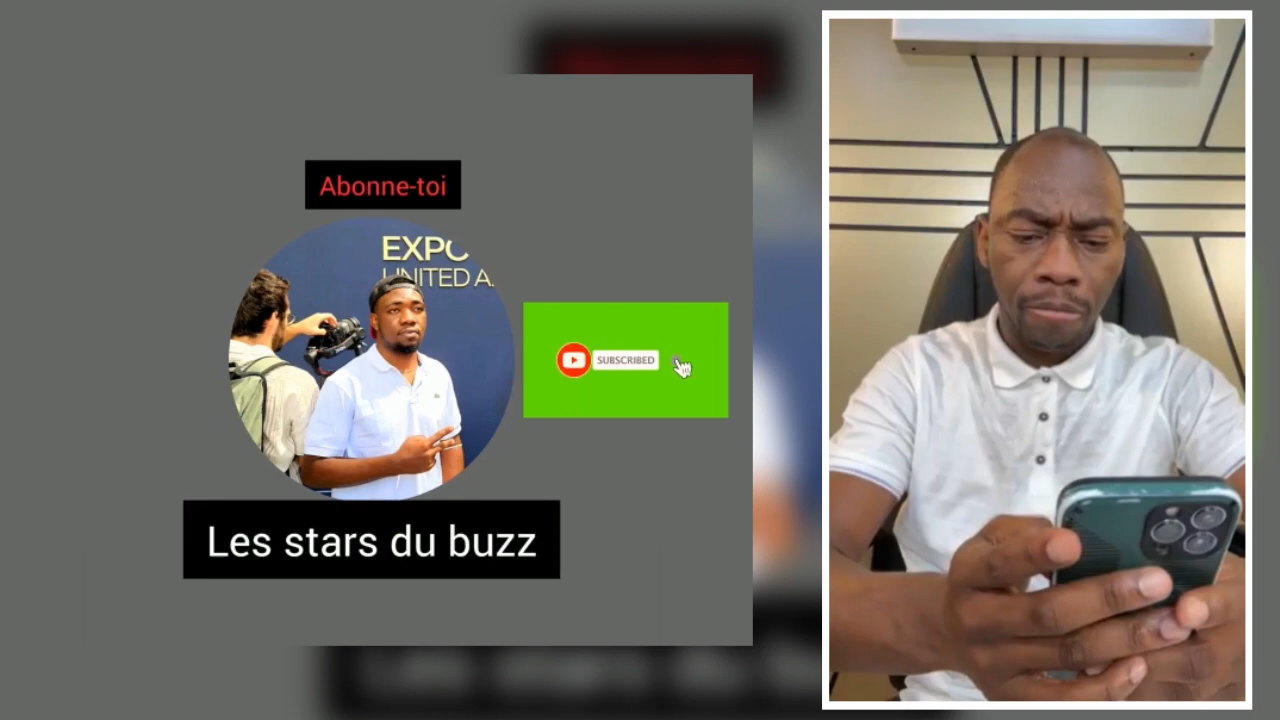 Abonne-toi
EXPO
UNITED A
SUBSCRIBED
Les stars du buzz